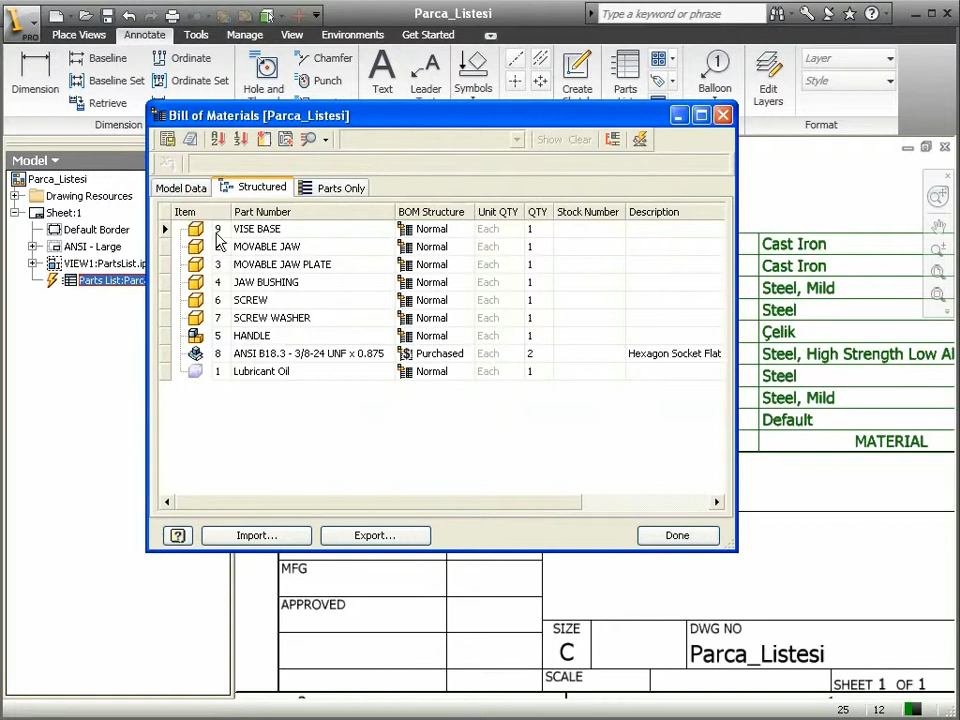 Parca_Listesi
Type a keyword or phrase
PRO
Place Views Annotate Tools Manage View Environments Get Started
Dimension
Baseline
Ordinate
Baseline Set
Ordinate Set
Retrieve
Dimension
Hole and
Chamfer
Punch
Text
Leader
Symbols
Create
Parts
Lists
Balloon
Edit
Layers
Layer
Style
Format
Model
Parca_Listesi
Drawing Resources
Sheet:1
Default Border
ANSI - Large
VIEW1:PartsList.ip
Parts List:Parc
Bill of Materials [Parca_Listesi]
Show Clear
Model Data Structured Parts Only
Item Part Number BOM Structure Unit QTY QTY Stock Number Description
9 VISE BASE Normal Each 1
MOVABLE JAW Normal Each 1
3 MOVABLE JAW PLATE Normal Each 1
4 JAW BUSHING Normal Each 1
6 SCREW Normal Each 1
7 SCREW WASHER Normal Each 1
5 HANDLE Normal Each 1
8 ANSI B18.3 - 3/8-24 UNF x 0.875 Purchased Each 2 Hexagon Socket Flat
1 Lubricant Oil Normal Each 1
Import... Export... Done
Cast Iron
Cast Iron
Steel, Mild
Steel
Çelik
Steel, High Strength Low Al
Steel
Steel, Mild
Default
MATERIAL
MFG
APPROVED
SIZE
C
DWG NO
Parca_Listesi
SCALE
SHEET 1 OF 1
25 12